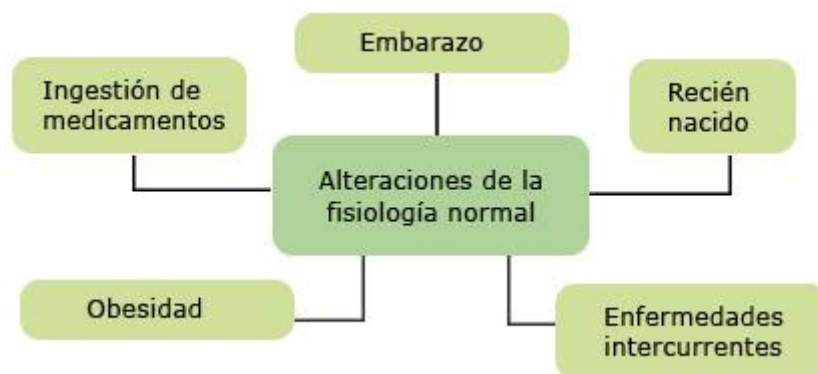 Embarazo
Ingestión de
medicamentos
Recién
nacido
Alteraciones de la
fisiología normal
Obesidad
Enfermedades
intercurrentes